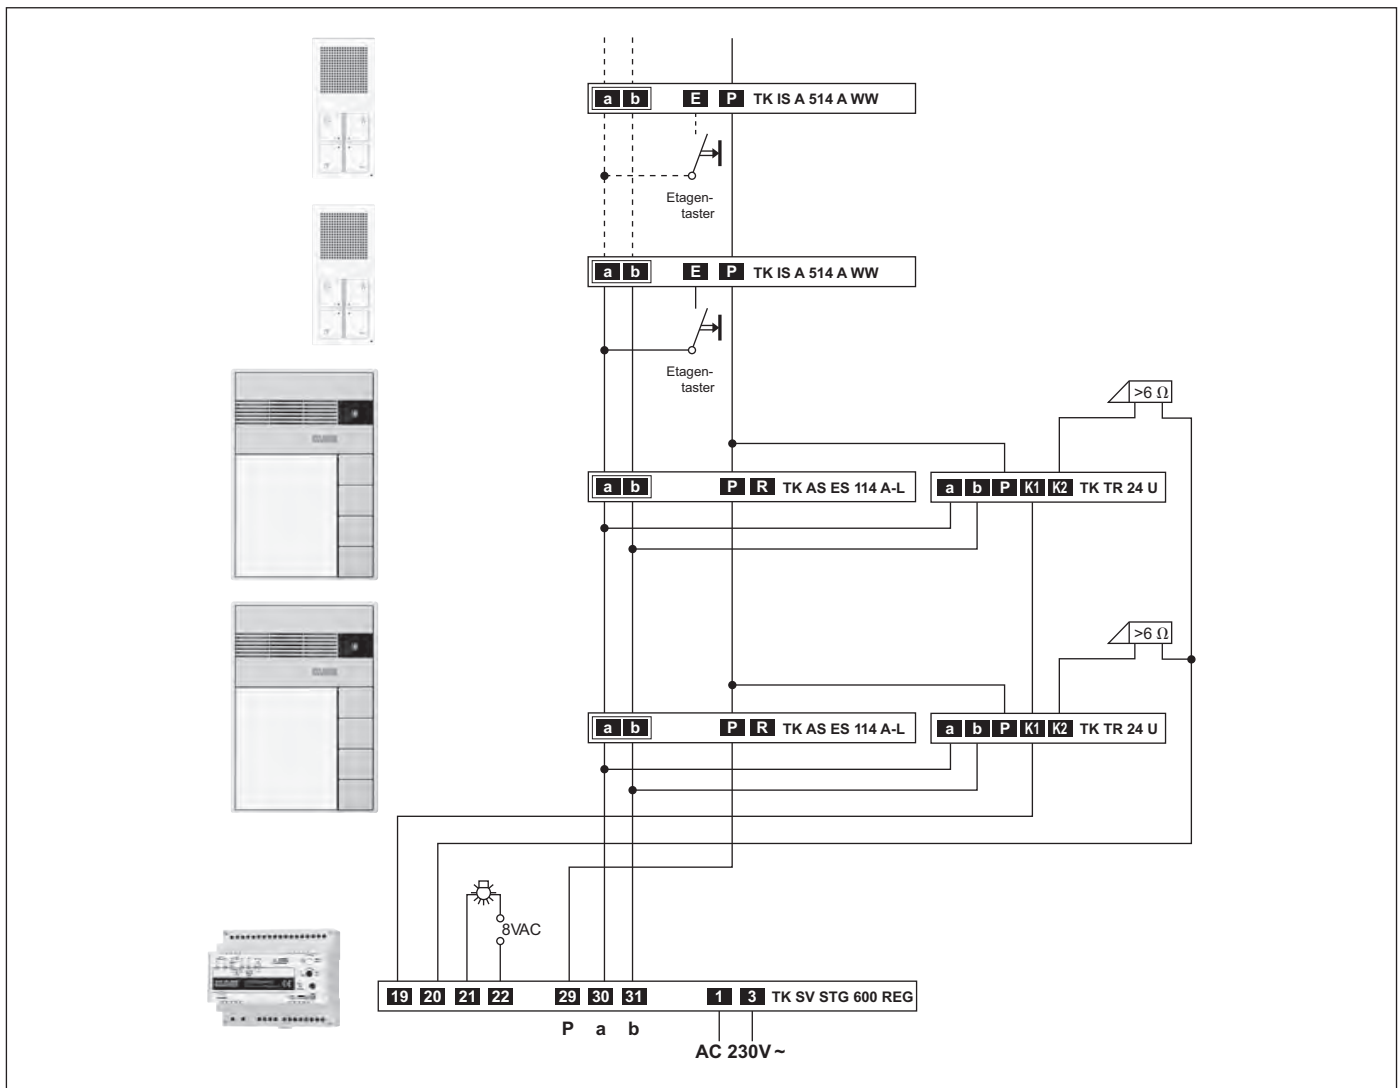 a b E P TK IS A 514 A WW
Etagen-
taster
a b E P TK IS A 514 A WW
Etagen-
taster
>6 Ω
a b P R TK AS ES 114 A-L
a b P K1 K2 TK TR 24 U
>6 Ω
a b P R TK AS ES 114 A-L
a b P K1 K2 TK TR 24 U
8VAC
19 20 21 22 29 30 31 1 3 TK SV STG 600 REG
P a b
AC 230V~